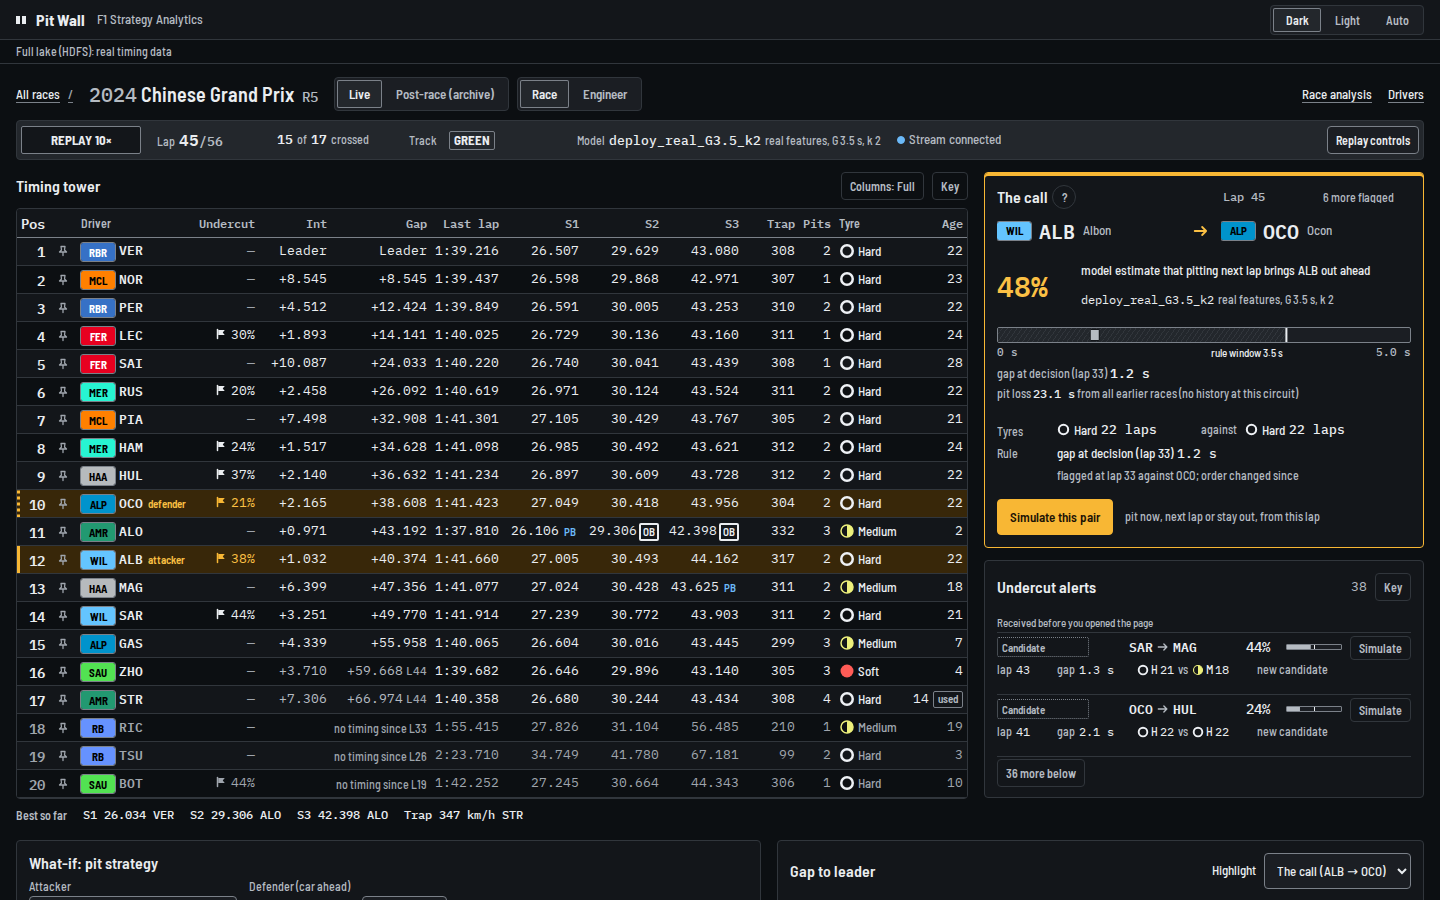 Pit Wall F1 Strategy Analytics Dark Light Auto
Full lake (HDFS): real timing data
All races / 2024 Chinese Grand Prix R5 Live Post-race (archive) Race Engineer Race analysis Drivers
REPLAY 10× Lap 45/56 15 of 17 crossed Track GREEN Model deploy_real_G3.5_k2 real features, G 3.5 s, k 2 Stream connected Replay controls
Timing tower Columns: Full Key
Pos Driver Undercut Int Gap Last lap S1 S2 S3 Trap Pits Tyre Age
1 RBR VER — Leader Leader 1:39.216 26.507 29.629 43.080 308 2 Hard 22
2 MCL NOR — +8.545 +8.545 1:39.437 26.598 29.868 42.971 307 1 Hard 23
3 RBR PER — +4.512 +12.424 1:39.849 26.591 30.005 43.253 310 2 Hard 22
4 FER LEC 30% +1.893 +14.141 1:40.025 26.729 30.136 43.160 311 1 Hard 24
5 FER SAI — +10.087 +24.033 1:40.220 26.740 30.041 43.439 308 1 Hard 28
6 MER RUS 20% +2.458 +26.092 1:40.619 26.971 30.124 43.524 311 2 Hard 22
7 MCL PIA — +7.498 +32.908 1:41.301 27.105 30.429 43.767 305 2 Hard 21
8 MER HAM 24% +1.517 +34.628 1:41.098 26.985 30.492 43.621 312 2 Hard 24
9 HAA HUL 37% +2.140 +36.632 1:41.234 26.897 30.609 43.728 312 2 Hard 22
10 ALP OCO defender 21% +2.165 +38.608 1:41.423 27.049 30.418 43.956 304 2 Hard 22
11 AMR ALO — +0.971 +43.192 1:37.810 26.106 PB 29.306 OB 42.398 OB 332 3 Medium 2
12 WIL ALB attacker 38% +1.032 +40.374 1:41.660 27.005 30.493 44.162 317 2 Hard 22
13 HAA MAG — +6.399 +47.356 1:41.077 27.024 30.428 43.625 PB 311 2 Medium 18
14 WIL SAR 44% +3.251 +49.770 1:41.914 27.239 30.772 43.903 311 2 Hard 21
15 ALP GAS — +4.339 +55.958 1:40.065 26.604 30.016 43.445 299 3 Medium 7
16 SAU ZHO — +3.710 +59.668 L44 1:39.682 26.646 29.896 43.140 305 3 Soft 4
17 AMR STR — +7.306 +66.974 L44 1:40.358 26.680 30.244 43.434 308 4 Hard 14 used
18 RB RIC — no timing since L33 1:55.415 27.826 31.104 56.485 210 1 Medium 19
19 RB TSU — no timing since L26 2:23.710 34.749 41.780 67.181 99 2 Hard 3
20 SAU BOT 44% no timing since L19 1:42.252 27.245 30.664 44.343 306 1 Hard 10
Best so far S1 26.034 VER S2 29.306 ALO S3 42.398 ALO Trap 347 km/h STR
The call ? Lap 45 6 more flagged
WIL ALB Albon → ALP OCO Ocon
48% model estimate that pitting next lap brings ALB out ahead
deploy_real_G3.5_k2 real features, G 3.5 s, k 2
0 s rule window 3.5 s 5.0 s
gap at decision (lap 33) 1.2 s
pit loss 23.1 s from all earlier races (no history at this circuit)
Tyres Hard 22 laps against Hard 22 laps
Rule gap at decision (lap 33) 1.2 s
flagged at lap 33 against OCO; order changed since
Simulate this pair pit now, next lap or stay out, from this lap
Undercut alerts 38 Key
Received before you opened the page
Candidate SAR → MAG 44% Simulate
lap 43 gap 1.3 s H 21 vs M 18 new candidate
Candidate OCO → HUL 24% Simulate
lap 41 gap 2.1 s H 22 vs H 22 new candidate
36 more below
What-if: pit strategy
Attacker Defender (car ahead)
Gap to leader Highlight The call (ALB → OCO)